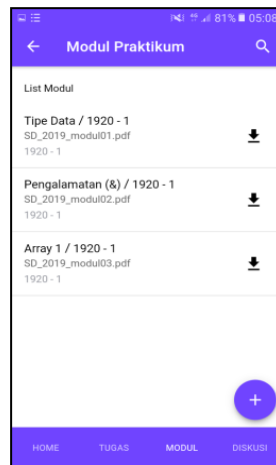 81% 05:08
Modul Praktikum
List Modul
Tipe Data / 1920 - 1
SD_2019_modul01.pdf
1920 - 1
Pengalamatan (&) / 1920 - 1
SD_2019_modul02.pdf
1920 - 1
Array 1 / 1920 - 1
SD_2019_modul03.pdf
1920 - 1
+
HOME TUGAS MODUL DISKUSI